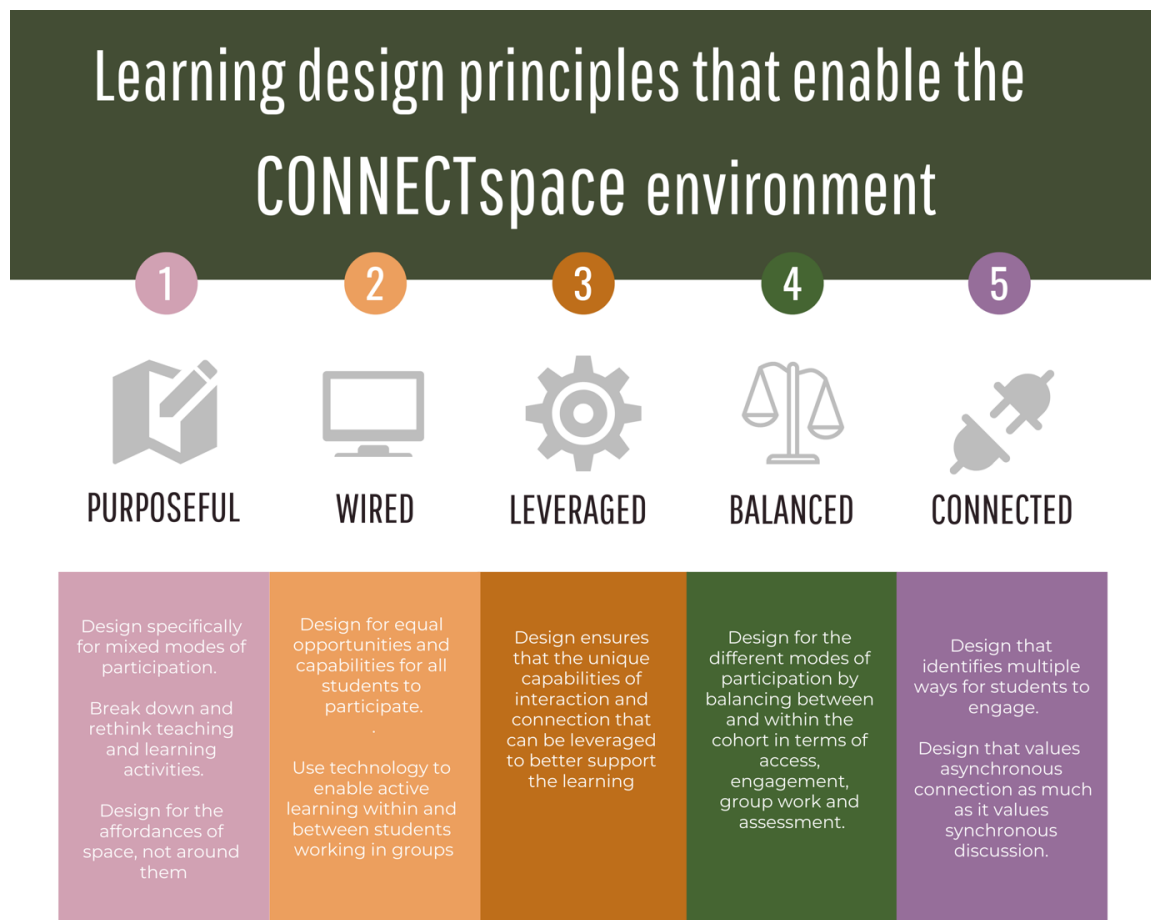 Learning design principles that enable the
CONNECTspace environment
1
2
3
4
5
PURPOSEFUL
WIRED
LEVERAGED
BALANCED
CONNECTED
Design specifically
for mixed modes of
participation.
Break down and
rethink teaching
and learning
activities.
Design for the
affordances of
space, not around
them
Design for equal
opportunities and
capabilities for all
students to
participate.
.
Use technology to
enable active
learning within and
between students
working in groups
Design ensures
that the unique
capabilities of
interaction and
connection that
can be leveraged
to better support
the learning
Design for the
different modes of
participation by
balancing between
and within the
cohort in terms of
access,
engagement,
group work and
assessment.
Design that
identifies multiple
ways for students to
engage.
Design that values
asynchronous
connection as much
as it values
synchronous
discussion.